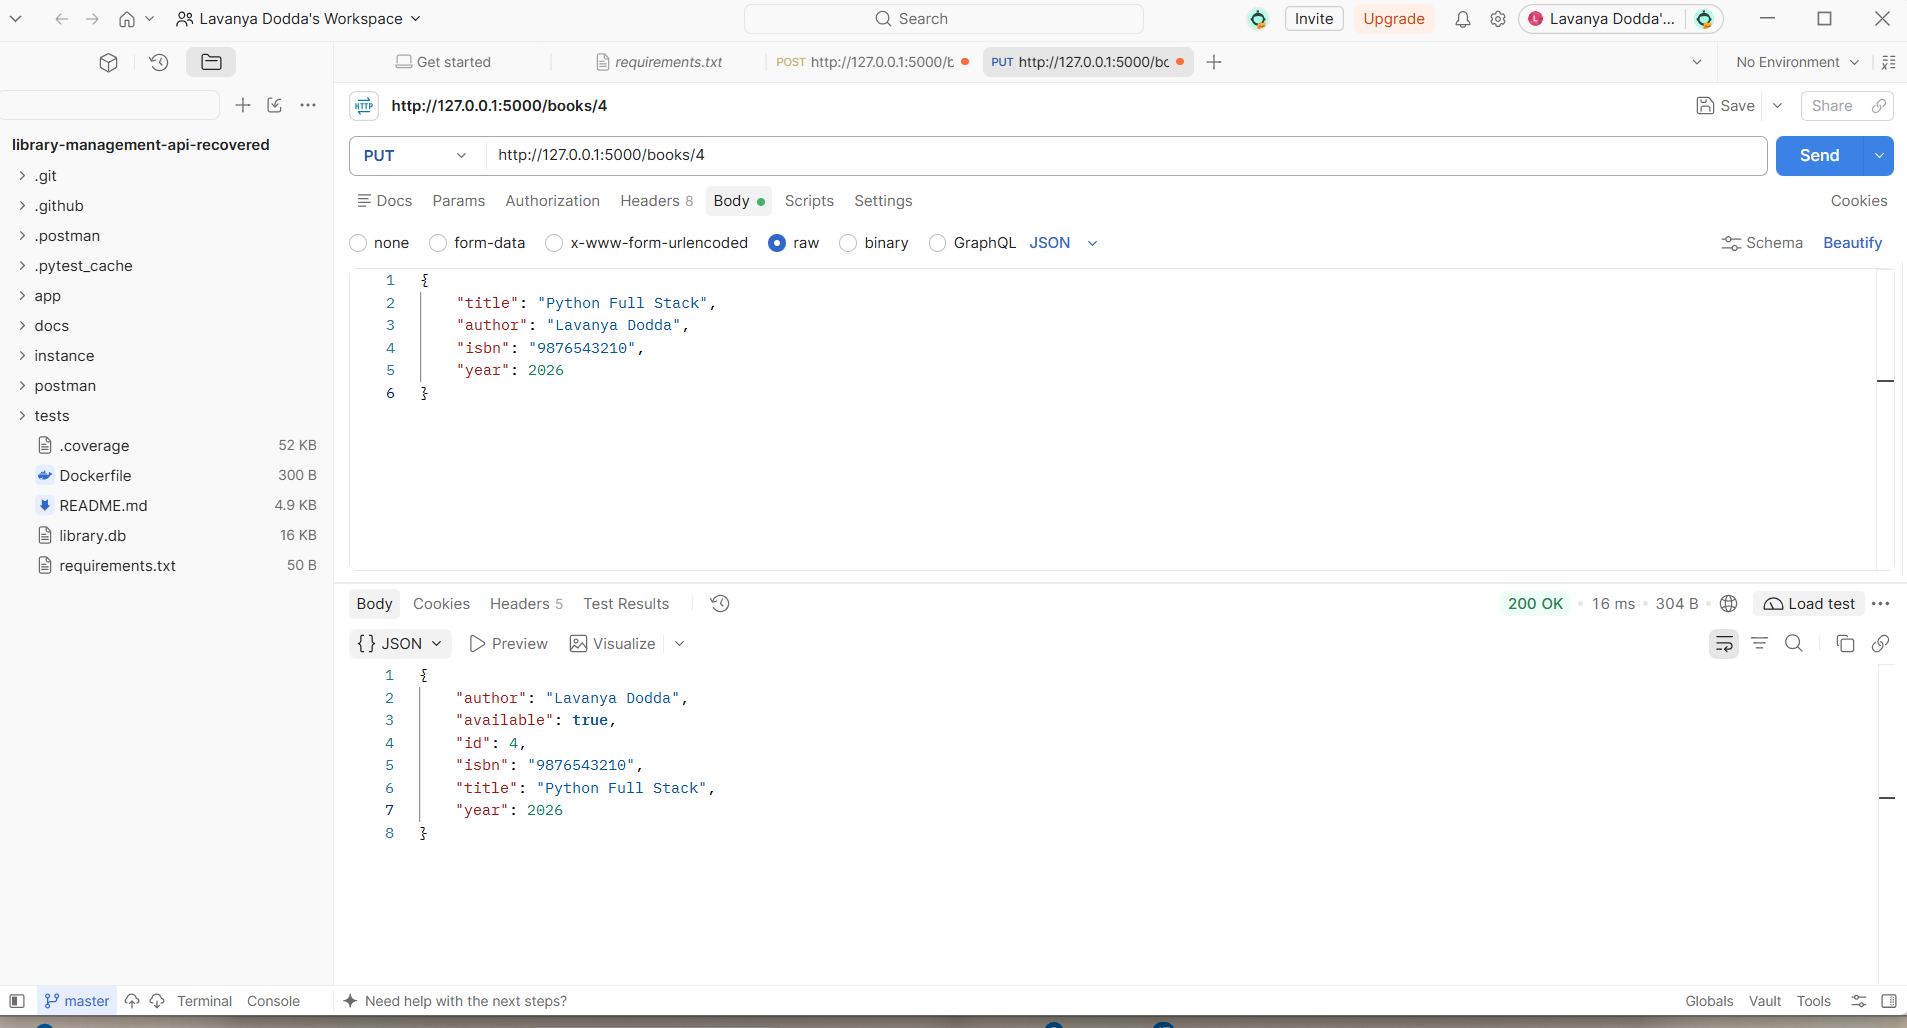 Lavanya Dodda's Workspace
Search
Invite
Upgrade
L
Lavanya Dodda'...
Get started
requirements.txt
POST http://127.0.0.1:5000/b
PUT http://127.0.0.1:5000/bo
No Environment
HTTP
http://127.0.0.1:5000/books/4
Save
Share
library-management-api-recovered
.git
.github
.postman
.pytest_cache
app
docs
instance
postman
tests
.coverage 52 KB
Dockerfile 300 B
README.md 4.9 KB
library.db 16 KB
requirements.txt 50 B
PUT http://127.0.0.1:5000/books/4
Send
Docs Params Authorization Headers 8 Body Scripts Settings
Cookies
none form-data x-www-form-urlencoded raw binary GraphQL JSON
Schema Beautify
1 {
2 "title": "Python Full Stack",
3 "author": "Lavanya Dodda",
4 "isbn": "9876543210",
5 "year": 2026
6 }
Body Cookies Headers 5 Test Results
200 OK • 16 ms • 304 B • Load test
{} JSON Preview Visualize
1 {
2 "author": "Lavanya Dodda",
3 "available": true,
4 "id": 4,
5 "isbn": "9876543210",
6 "title": "Python Full Stack",
7 "year": 2026
8 }
master Terminal Console
Need help with the next steps?
Globals Vault Tools